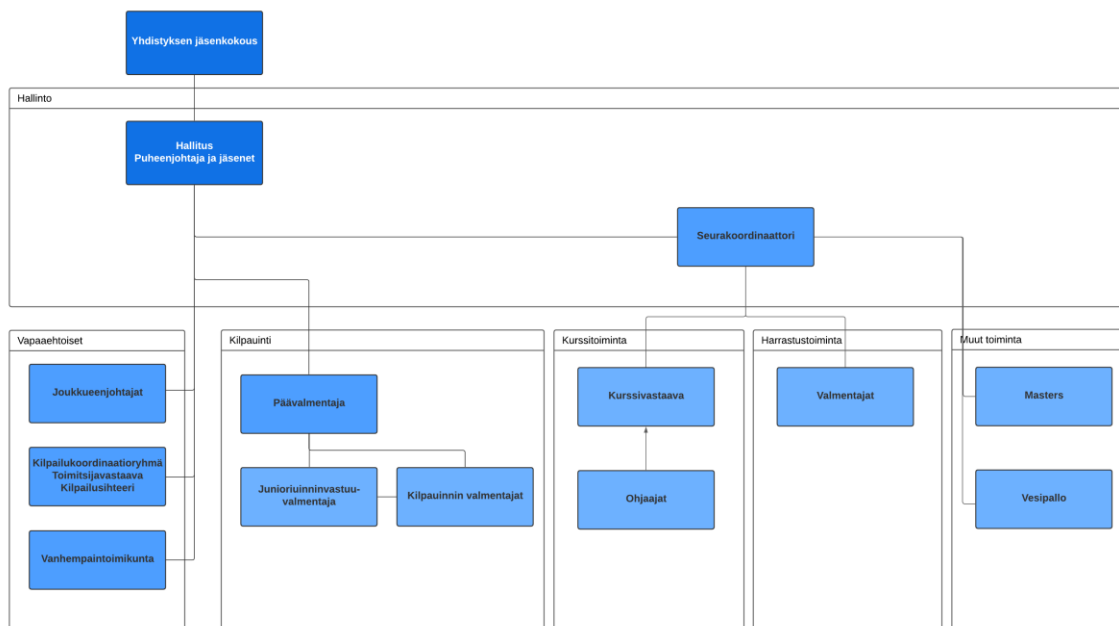 Yhdistyksen jäsenkokous
Hallinto
Hallitus
Puheenjohtaja ja jäsenet
Seurakoordinaattori
Vapaaehtoiset
Joukkueenjohtajat
Kilpailukoordinaatioryhmä
Toimitsijavastaava
Kilpailusihteeri
Vanhempaintoimikunta
Kilpauinti
Päävalmentaja
Junioriuinninvastuu-
valmentaja
Kilpauinnin valmentajat
Kurssitoiminta
Kurssivastaava
Ohjaajat
Harrastustoiminta
Valmentajat
Muut toiminta
Masters
Vesipallo